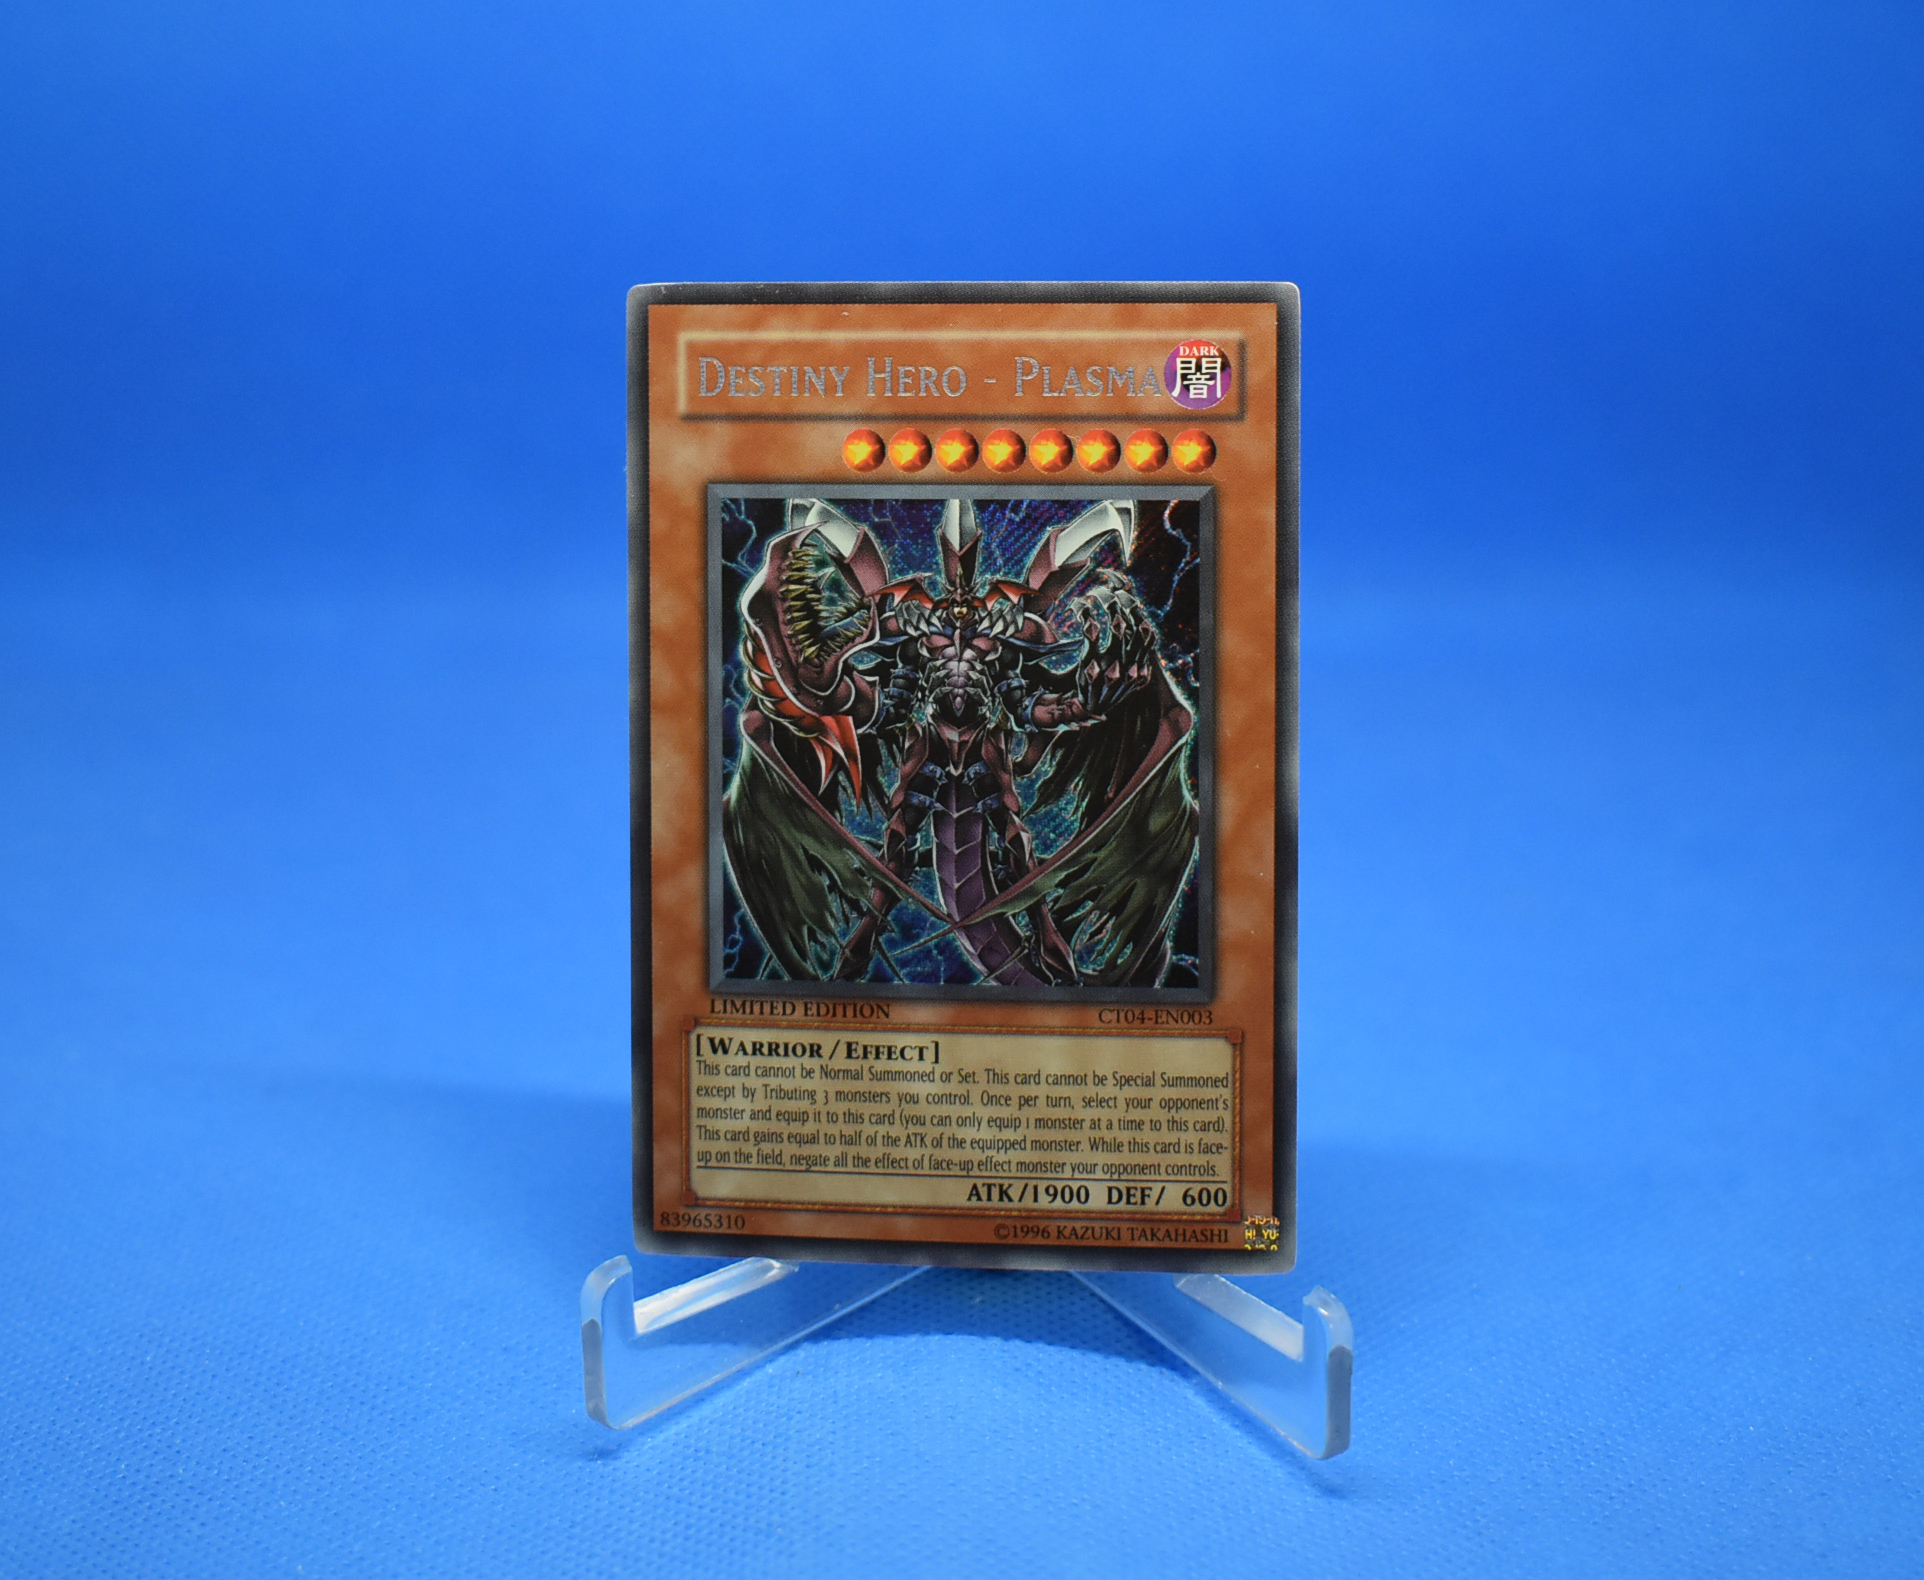 Destiny Hero - Plasma
DARK
闇
LIMITED EDITION
CT04-EN003
[Warrior / Effect]
This card cannot be Normal Summoned or Set. This card cannot be Special Summoned
except by Tributing 3 monsters you control. Once per turn, select your opponent's
monster and equip it to this card (you can only equip 1 monster at a time to this card).
This card gains equal to half of the ATK of the equipped monster. While this card is face-
up on the field, negate all the effect of face-up effect monster your opponent controls.
ATK/1900 DEF/ 600
83965310
©1996 KAZUKI TAKAHASHI